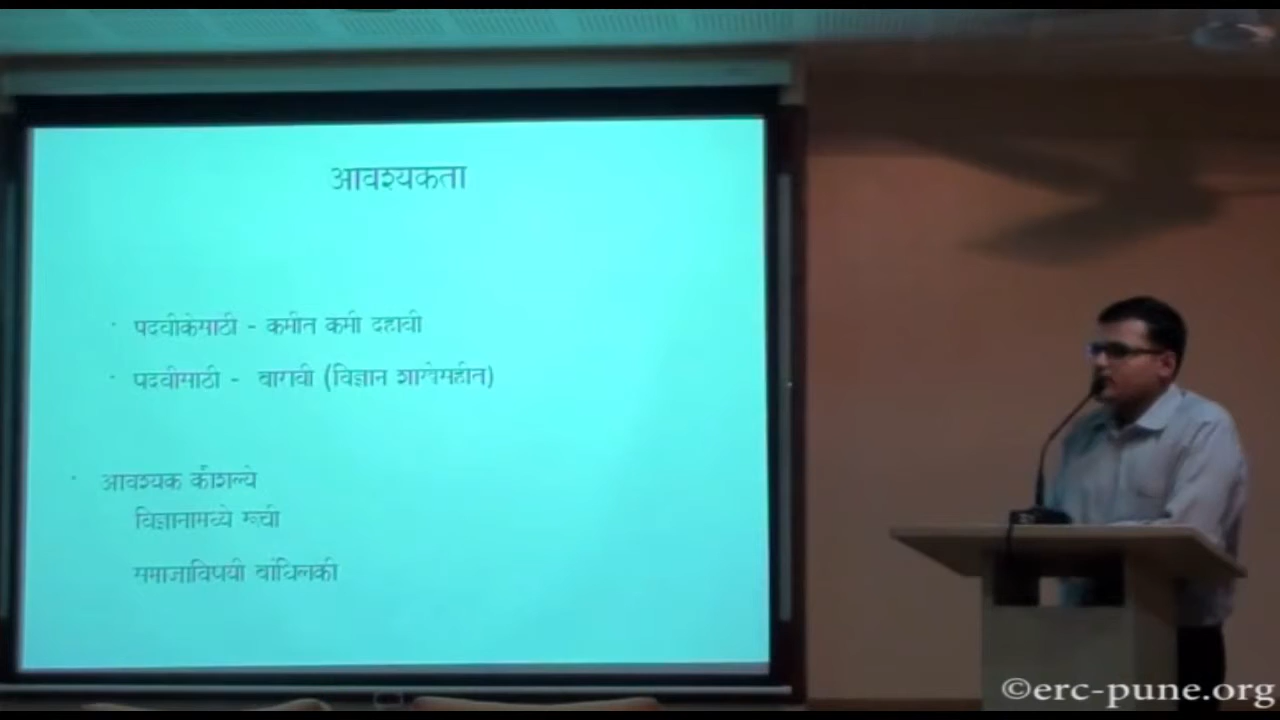 आवश्यकता
· पदवीकेसाठी - कमीत कमी दहावी
· पदवीसाठी - बारावी (विज्ञान शाखेसहीत)
· आवश्यक कौशल्ये
विज्ञानामध्ये रूची
समाजाविषयी बांधिलकी
©erc-pune.org